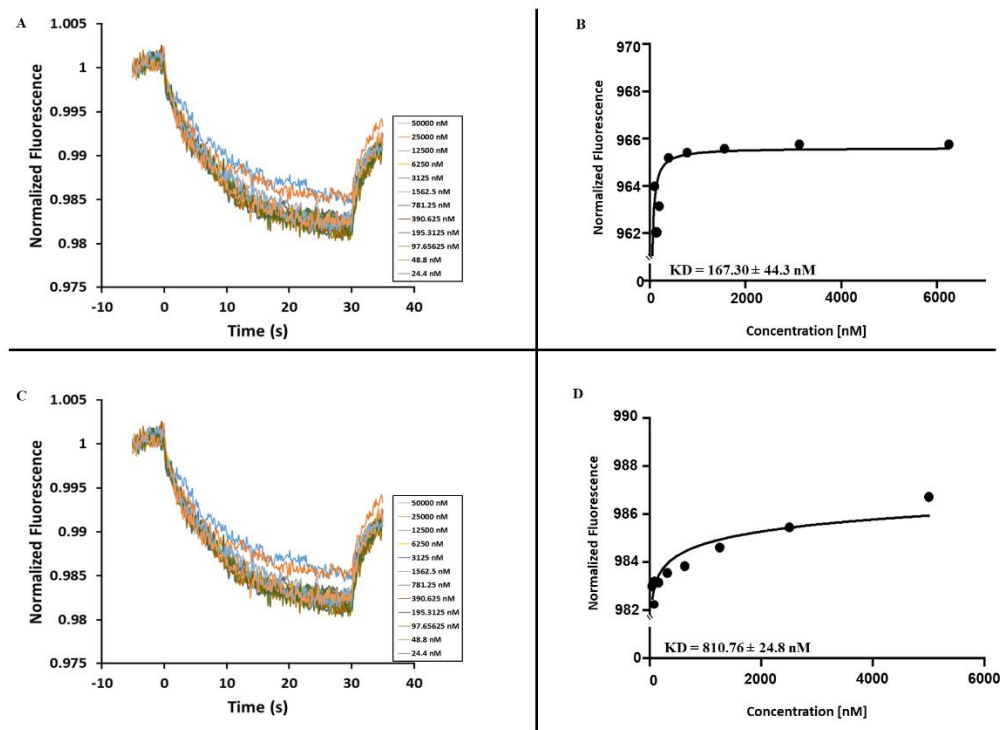 A
1.005
1
0.995
0.99
0.985
0.98
0.975
-10
0
10
20
30
40
Normalized Fluorescence
Time (s)
50000 nM
25000 nM
12500 nM
6250 nM
3125 nM
1562.5 nM
781.25 nM
390.625 nM
195.3125 nM
97.65625 nM
48.8 nM
24.4 nM
B
970
968
966
964
962
0
Normalized Fluorescence
KD = 167.30 ± 44.3 nM
0
2000
4000
6000
Concentration [nM]
C
1.005
1
0.995
0.99
0.985
0.98
0.975
-10
0
10
20
30
40
Normalized Fluorescence
Time (s)
50000 nM
25000 nM
12500 nM
6250 nM
3125 nM
1562.5 nM
781.25 nM
390.625 nM
195.3125 nM
97.65625 nM
48.8 nM
24.4 nM
D
990
988
986
984
982
0
Normalized Fluorescence
KD = 810.76 ± 24.8 nM
0
2000
4000
6000
Concentration [nM]